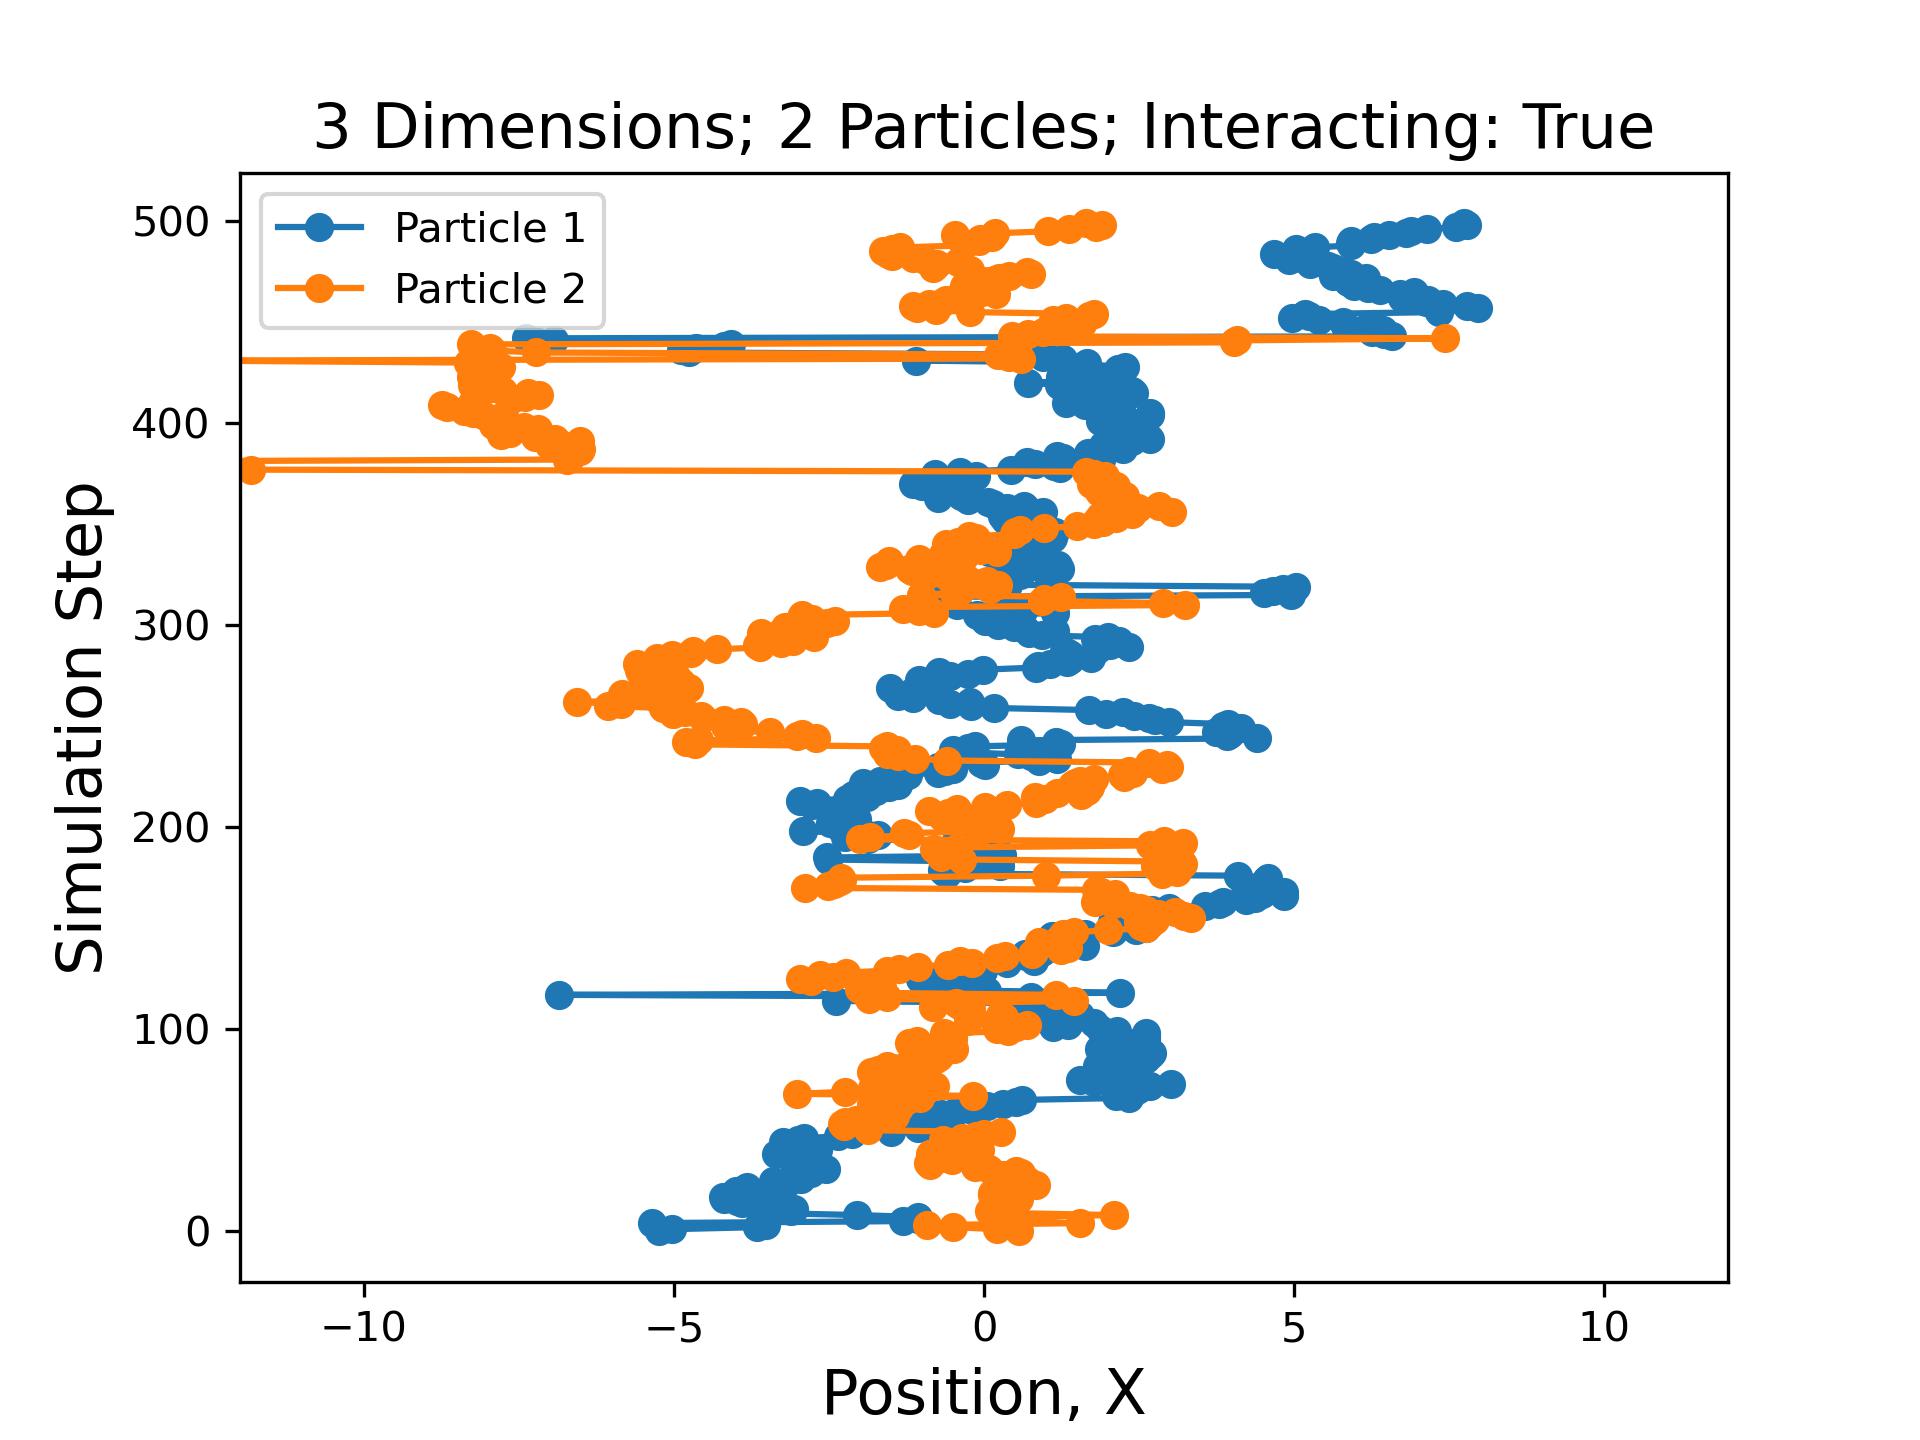 3 Dimensions; 2 Particles; Interacting: True
Particle 1
Particle 2
Simulation Step
500
400
300
200
100
0
−10
−5
0
5
10
Position, X